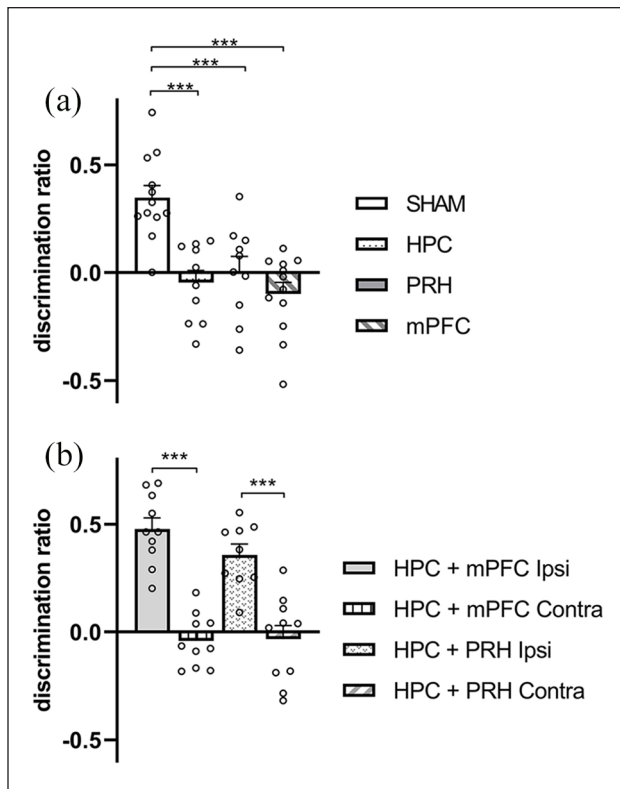 (a)
***
***
***
discrimination ratio
0.5
0.0
-0.5
SHAM
HPC
PRH
mPFC
(b)
***
***
discrimination ratio
0.5
0.0
-0.5
HPC + mPFC Ipsi
HPC + mPFC Contra
HPC + PRH Ipsi
HPC + PRH Contra